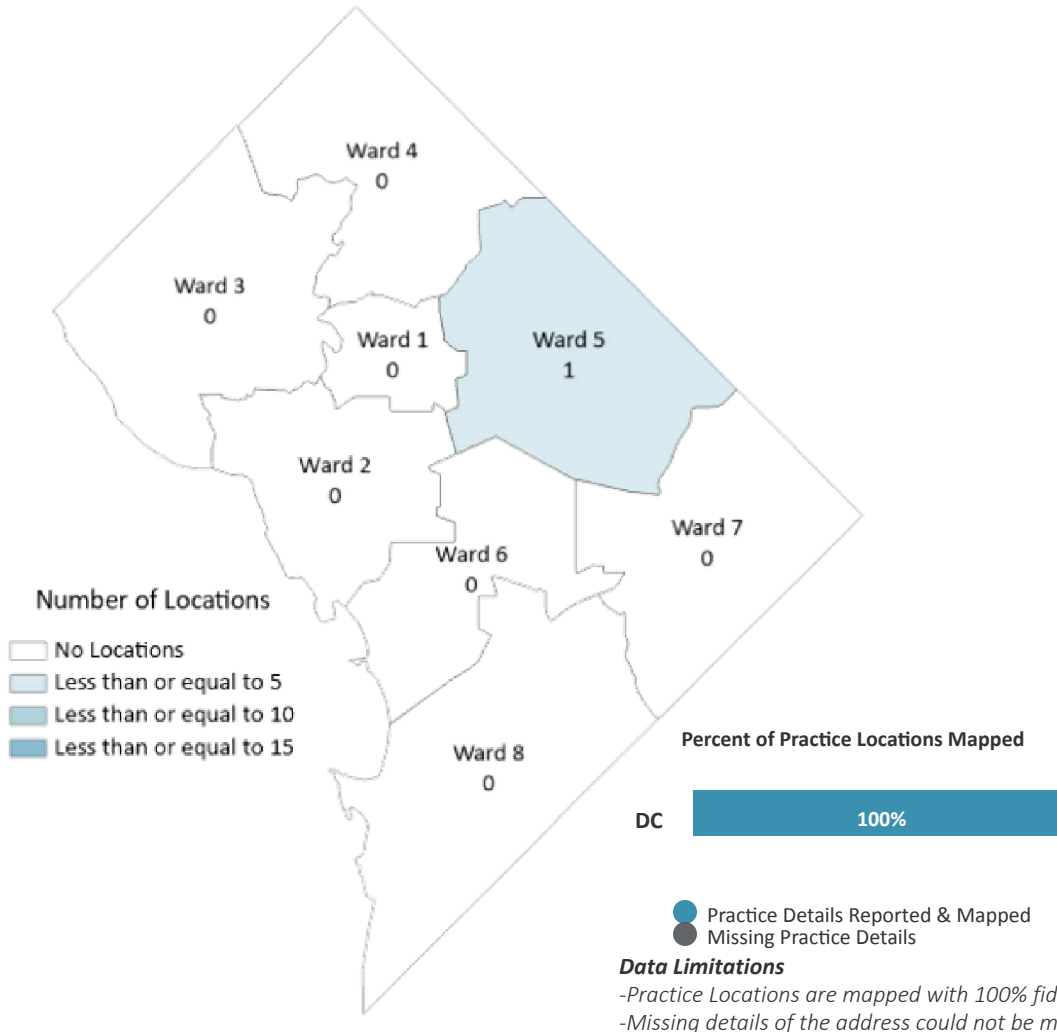 Ward 4
0
Ward 3
0
Ward 1
0
Ward 5
1
Ward 2
0
Ward 7
0
Ward 6
0
Number of Locations
No Locations
Less than or equal to 5
Less than or equal to 10
Less than or equal to 15
Ward 8
0
Percent of Practice Locations Mapped
DC
100%
Practice Details Reported & Mapped
Missing Practice Details
Data Limitations
-Practice Locations are mapped with 100% fid
-Missing details of the address could not be m